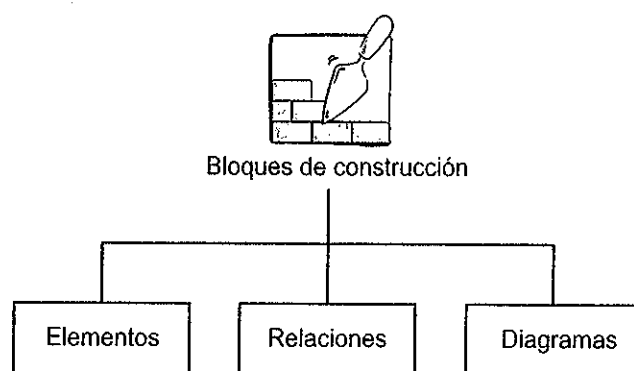 Bloques de construcción
Elementos
Relaciones
Diagramas